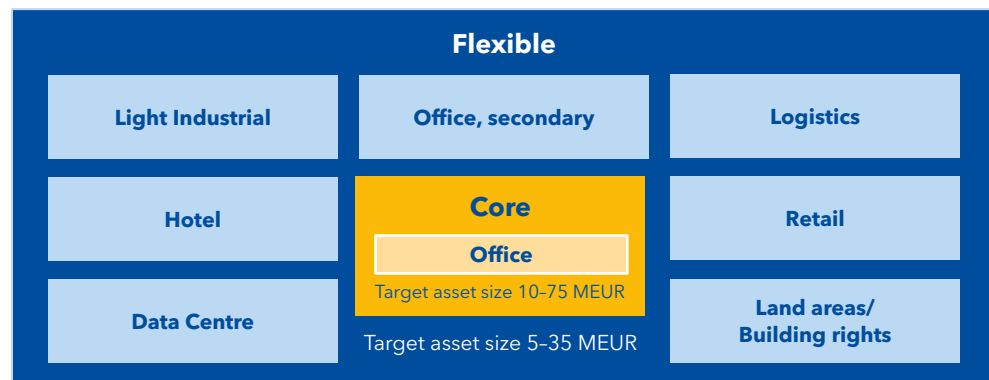 Flexible
Light Industrial
Office, secondary
Logistics
Hotel
Core
Office
Target asset size 10–75 MEUR
Retail
Data Centre
Target asset size 5–35 MEUR
Land areas/
Building rights